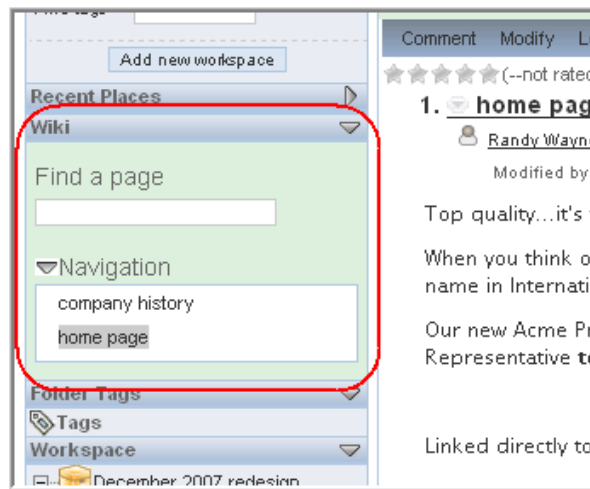 Add new workspace
Recent Places
Wiki
Find a page
Navigation
company history
home page
Folder Tags
Tags
Workspace
December 2007 redesign
Comment Modify
(--not rated
1. home pag
Randy Wayne
Modified by
Top quality...it's
When you think o
name in Internati
Our new Acme Pr
Representative
Linked directly to